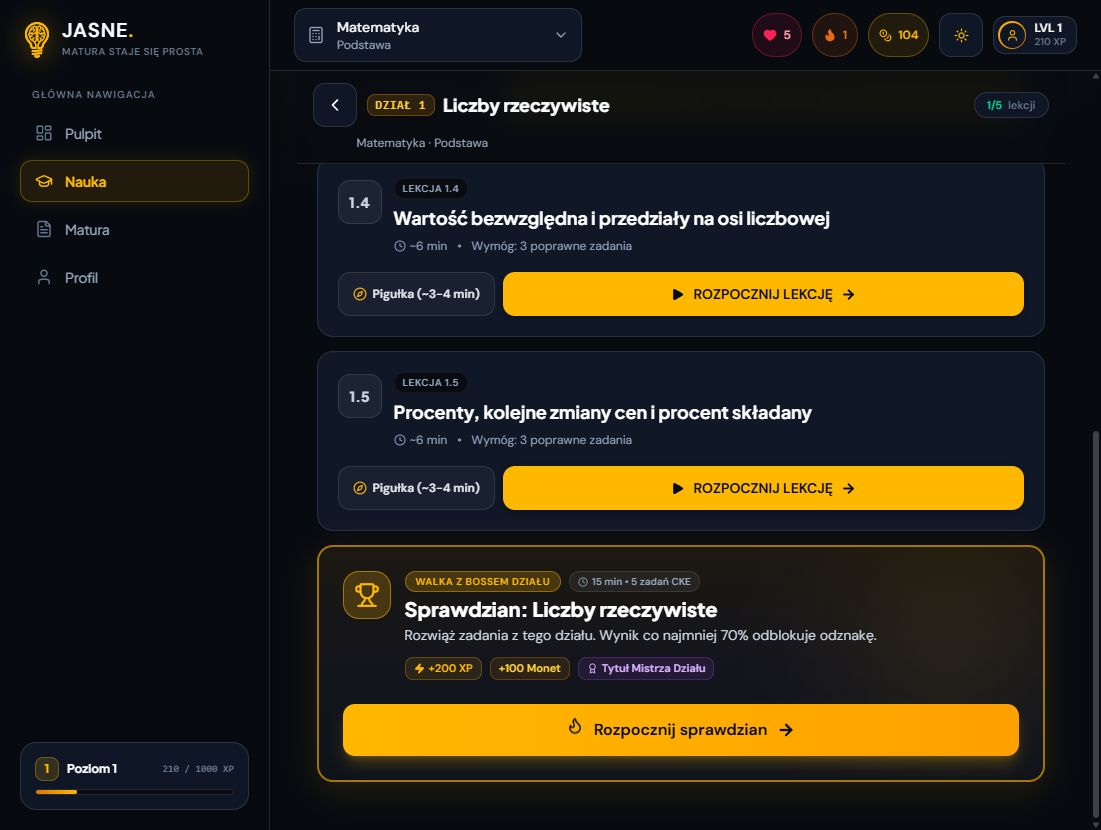 JASNE.
MATURA STAJE SIĘ PROSTA
GŁÓWNA NAWIGACJA
Pulpit
Nauka
Matura
Profil
1
Poziom 1
210 / 1000 XP
Matematyka
Podstawa
5
1
104
LVL 1
210 XP
DZIAŁ 1
Liczby rzeczywiste
1/5 lekcji
Matematyka · Podstawa
1.4
LEKCJA 1.4
Wartość bezwzględna i przedziały na osi liczbowej
~6 min • Wymóg: 3 poprawne zadania
Pigułka (~3-4 min)
ROZPOCZNIJ LEKCJĘ →
1.5
LEKCJA 1.5
Procenty, kolejne zmiany cen i procent składany
~6 min • Wymóg: 3 poprawne zadania
Pigułka (~3-4 min)
ROZPOCZNIJ LEKCJĘ →
WALKA Z BOSSEM DZIAŁU
15 min • 5 zadań CKE
Sprawdzian: Liczby rzeczywiste
Rozwiąż zadania z tego działu. Wynik co najmniej 70% odblokuje odznakę.
+200 XP
+100 Monet
Tytuł Mistrza Działu
Rozpocznij sprawdzian →